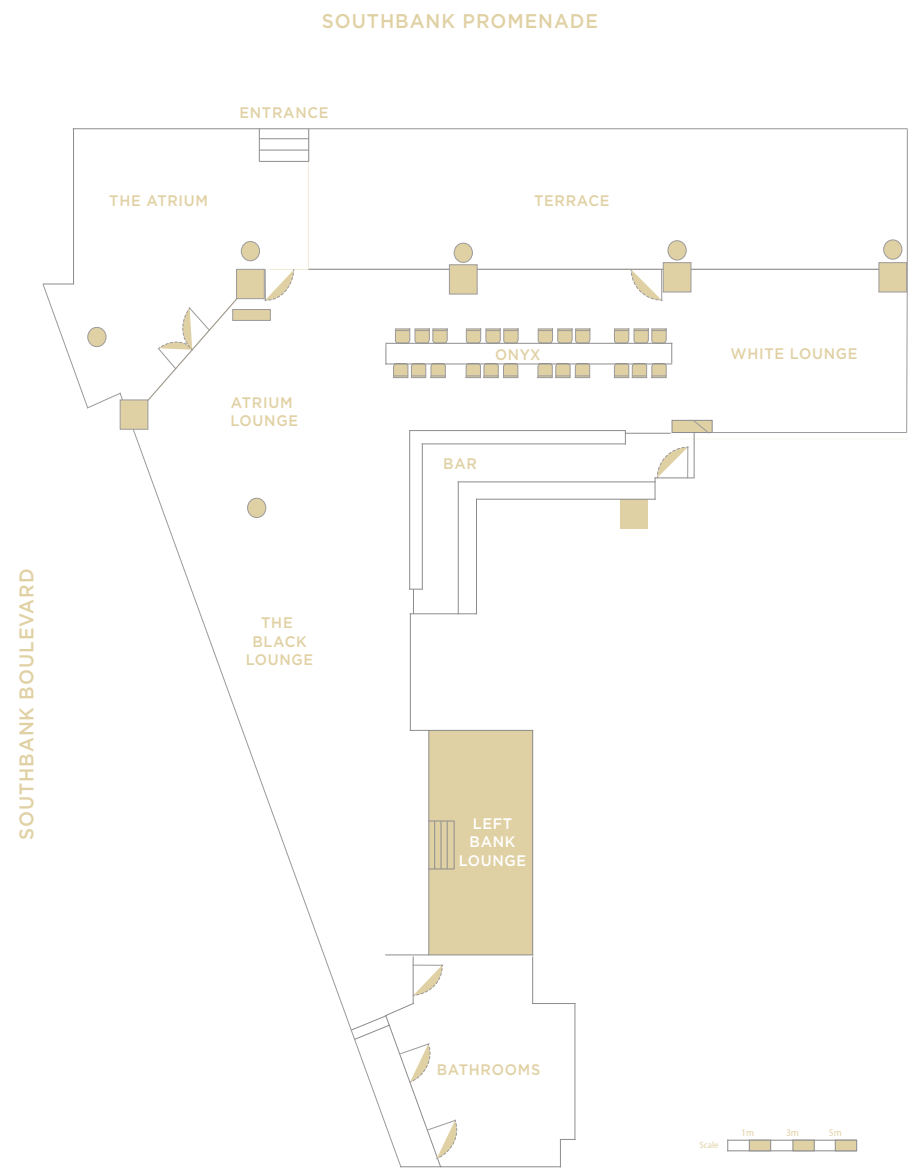 SOUTHBANK PROMENADE
ENTRANCE
THE ATRIUM
TERRACE
ONYX
WHITE LOUNGE
ATRIUM
LOUNGE
BAR
SOUTHBANK BOULEVARD
THE
BLACK
LOUNGE
LEFT
BANK
LOUNGE
BATHROOMS
1m 3m 5m
Scale